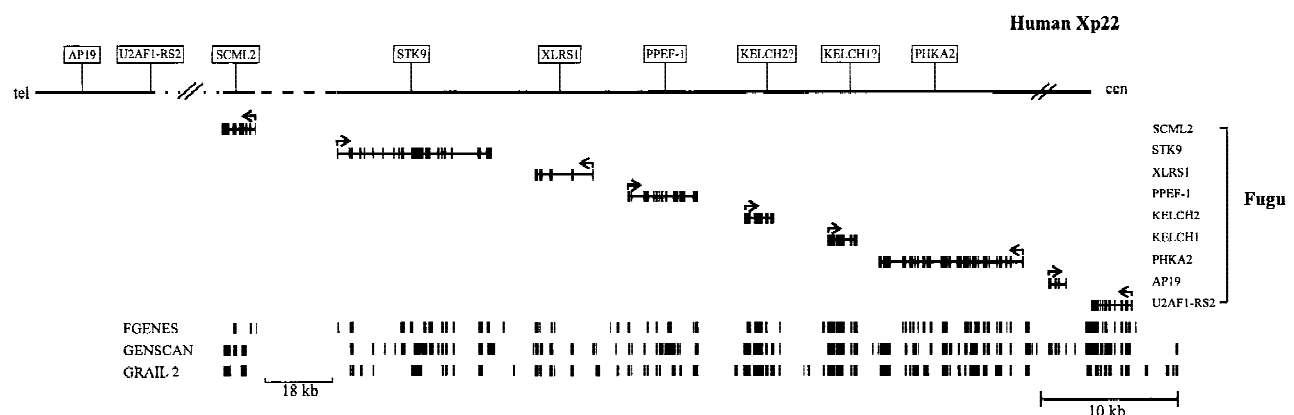 Human Xp22
AP19 U2AF1-RS2 SCML2 STK9 XLRS1 PPEF-1 KELCH2? KELCH1? PHKA2
tel cen
SCML2
STK9
XLRS1
PPEF-1
KELCH2
KELCH1
PHKA2
AP19
U2AF1-RS2
Fugu
FGENES
GENSCAN
GRAIL 2
18 kb
10 kb